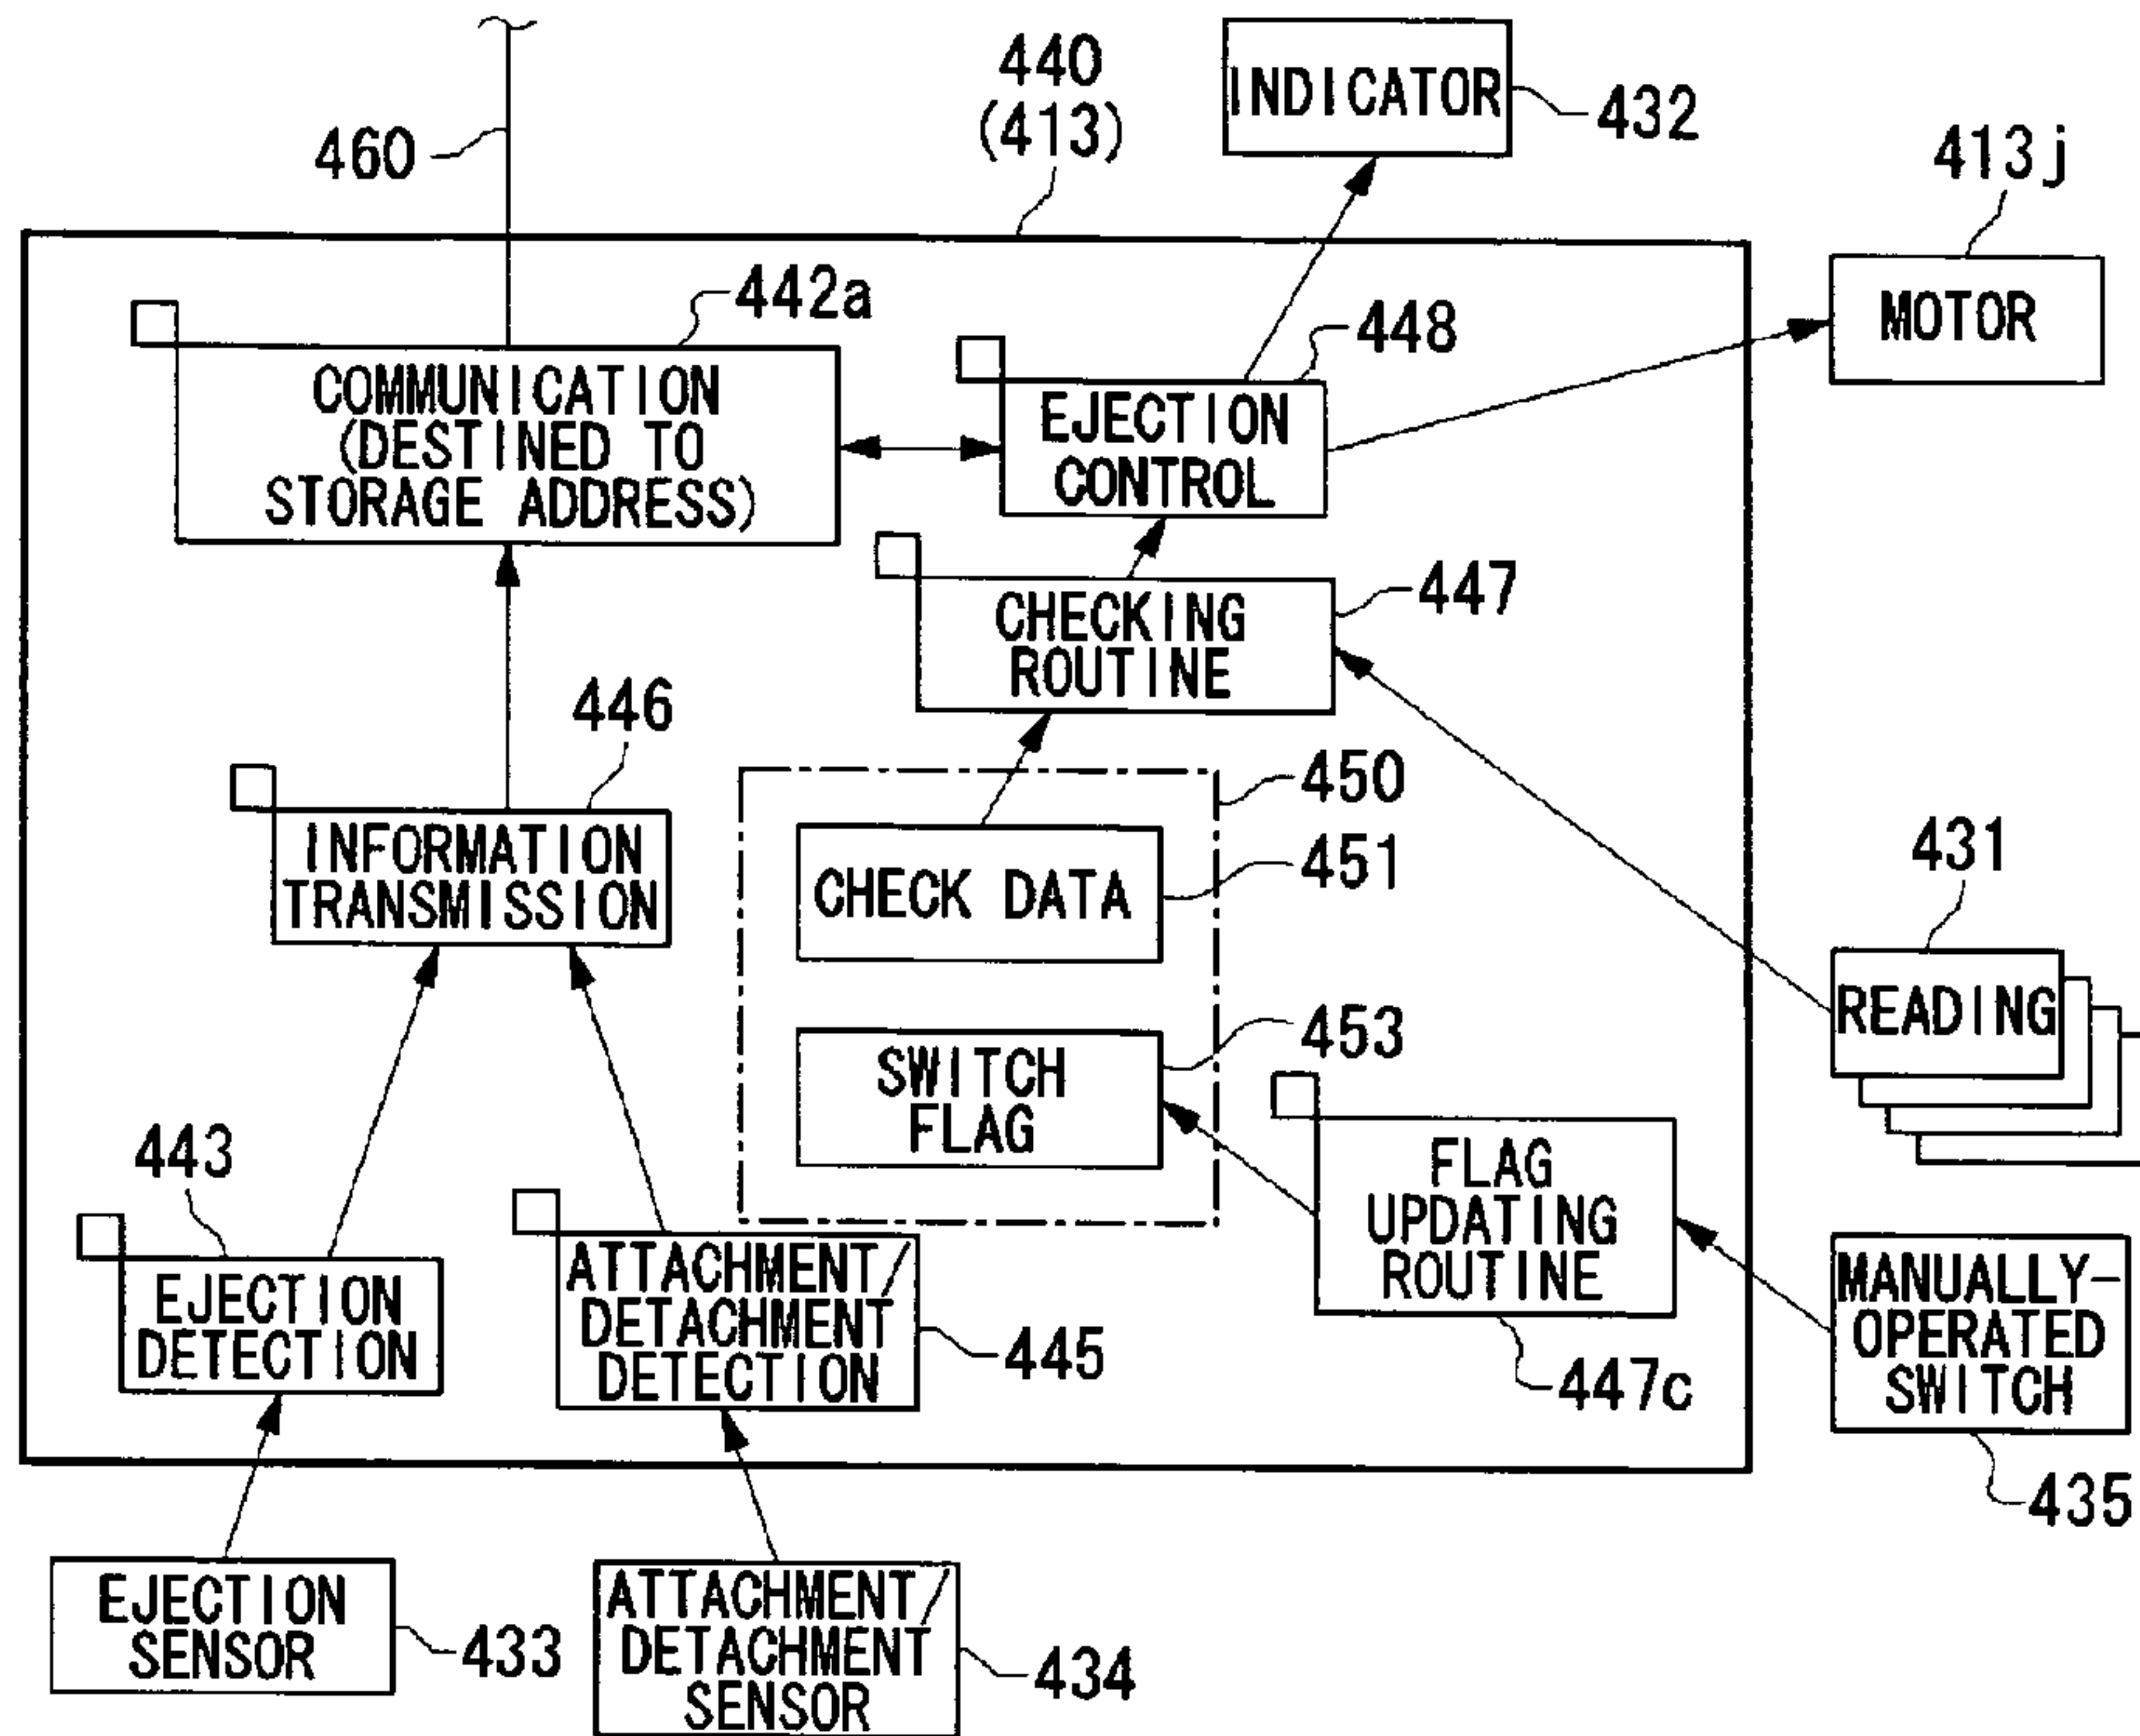 440
(413)
INDICATOR
432
460
413j
MOTOR
442a
COMMUNICATION
(DESTINED TO
STORAGE ADDRESS)
448
EJECTION
CONTROL
447
CHECKING
ROUTINE
446
INFORMATION
TRANSMISSION
450
CHECK DATA
451
431
READING
SWITCH
FLAG
453
443
EJECTION
DETECTION
ATTACHMENT/
DETACHMENT
DETECTION
445
FLAG
UPDATING
ROUTINE
447c
MANUALLY-
OPERATED
SWITCH
435
EJECTION
SENSOR
433
ATTACHMENT/
DETACHMENT
SENSOR
434